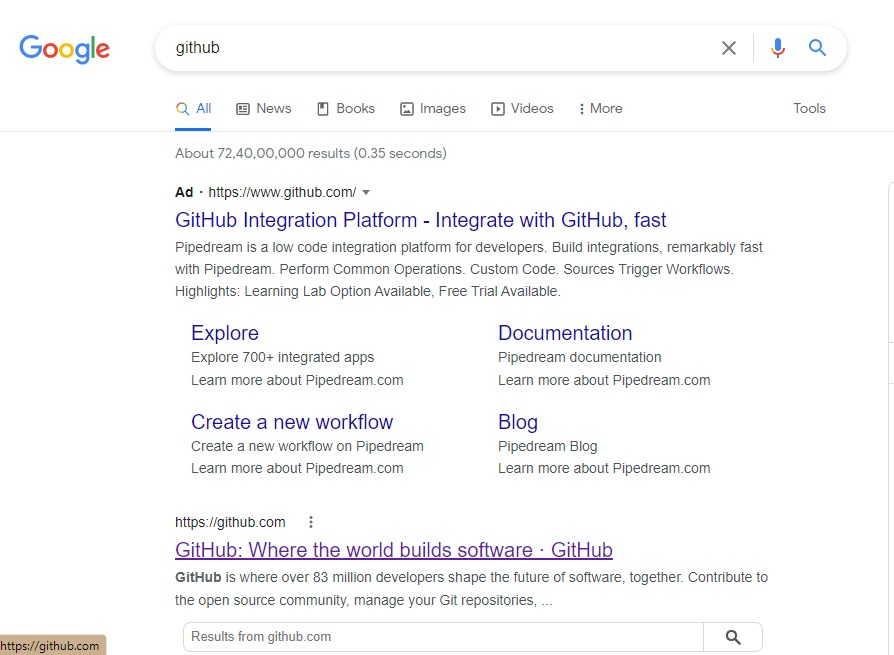 Google
github
All
News
Books
Images
Videos
More
Tools
About 72,40,00,000 results (0.35 seconds)
Ad · https://www.github.com/
GitHub Integration Platform - Integrate with GitHub, fast
Pipedream is a low code integration platform for developers. Build integrations, remarkably fast
with Pipedream. Perform Common Operations. Custom Code. Sources Trigger Workflows.
Highlights: Learning Lab Option Available, Free Trial Available.
Explore
Explore 700+ integrated apps
Learn more about Pipedream.com
Documentation
Pipedream documentation
Learn more about Pipedream.com
Create a new workflow
Create a new workflow on Pipedream
Learn more about Pipedream.com
Blog
Pipedream Blog
Learn more about Pipedream.com
https://github.com
GitHub: Where the world builds software · GitHub
GitHub is where over 83 million developers shape the future of software, together. Contribute to
the open source community, manage your Git repositories, ...
Results from github.com
https://github.com